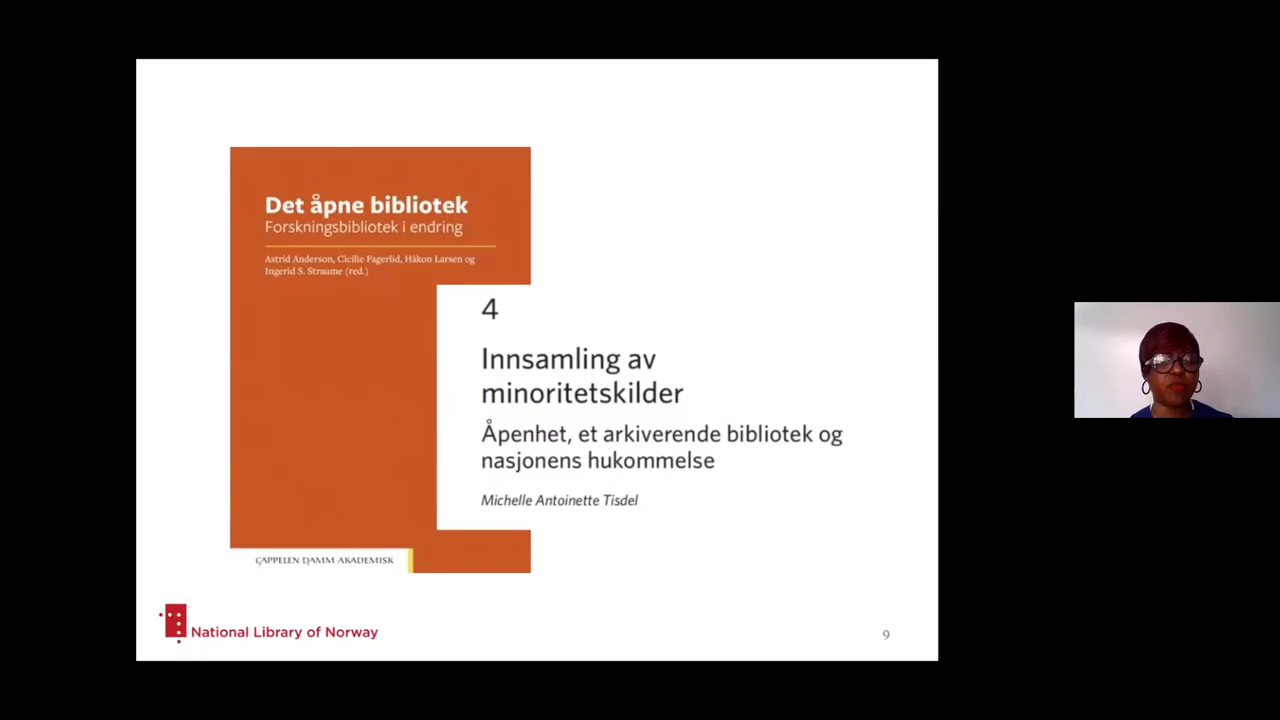 Det åpne bibliotek
Forskningsbibliotek i endring
Astrid Anderson, Cicilie Fagerlid, Håkon Larsen og
Ingerid S. Straume (red.)
4
Innsamling av
minoritetskilder
Åpenhet, et arkiverende bibliotek og
nasjonens hukommelse
Michelle Antoinette Tisdel
CAPPELEN DAMM AKADEMISK
National Library of Norway
9